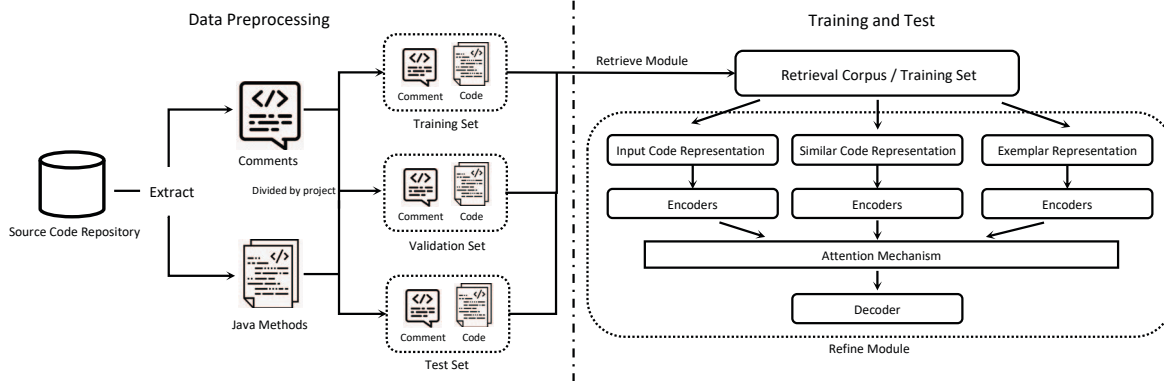 Data Preprocessing
Training and Test
Source Code Repository
Extract
</>
Comments
</>
Java Methods
Divided by project
</>
</>
Comment
Code
Training Set
</>
</>
Comment
Code
Validation Set
</>
</>
Comment
Code
Test Set
Retrieve Module
Retrieval Corpus / Training Set
Input Code Representation
Similar Code Representation
Exemplar Representation
Encoders
Encoders
Encoders
Attention Mechanism
Decoder
Refine Module